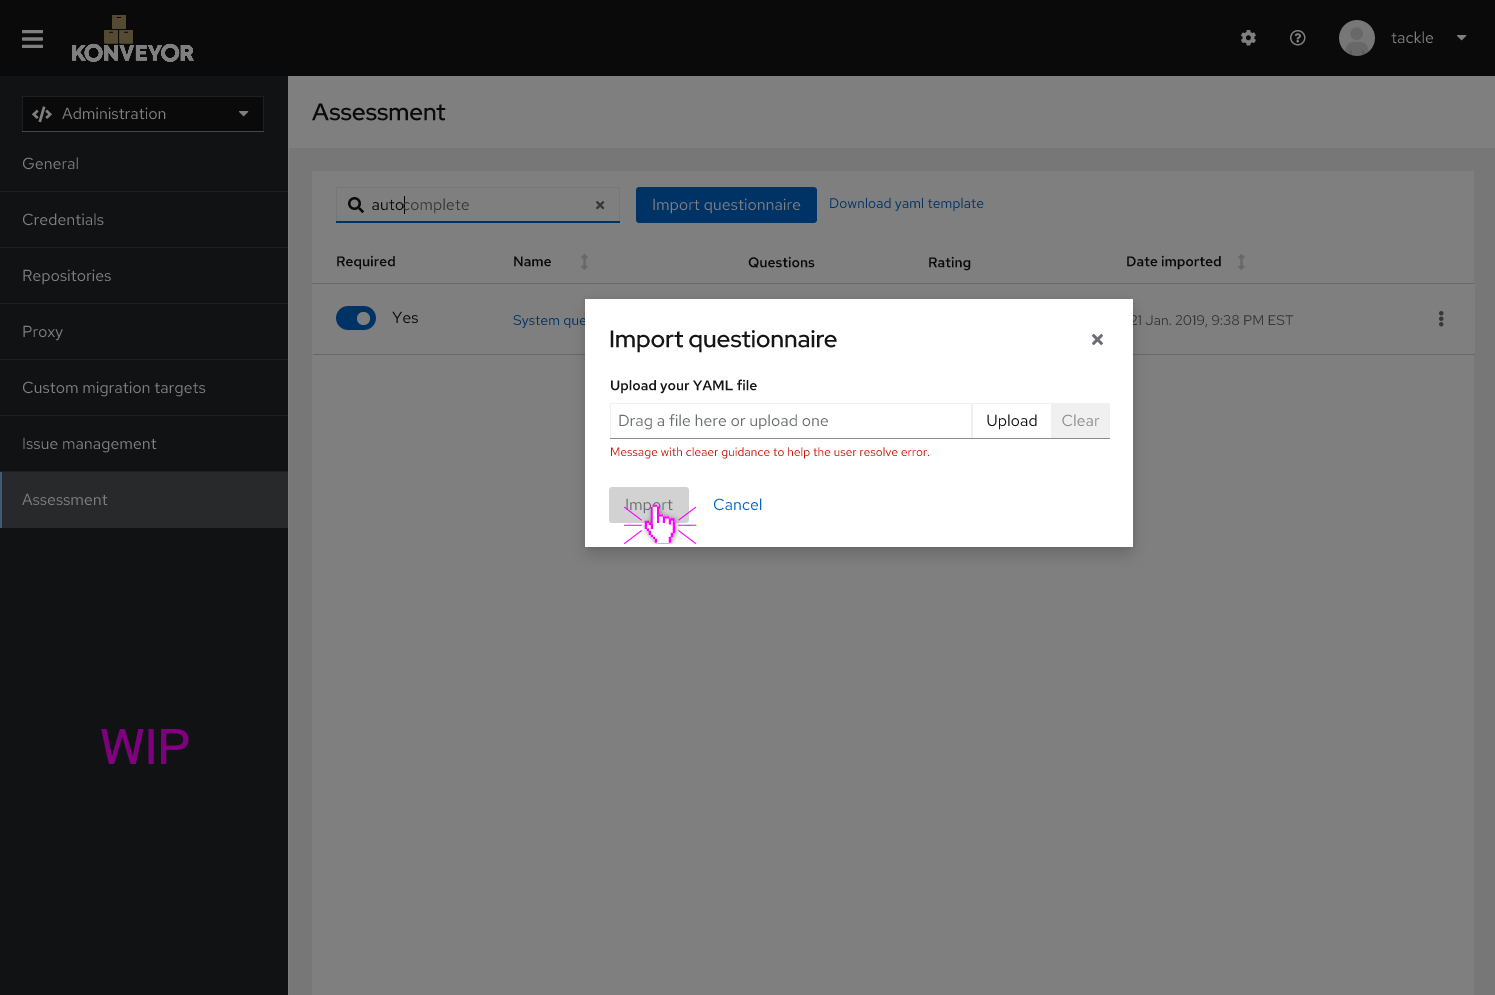 KONVEYOR
tackle
Administration
General
Credentials
Repositories
Proxy
Custom migration targets
Issue management
Assessment
WIP
Assessment
autocomplete
Import questionnaire
Download yaml template
Required Name Questions Rating Date imported
Yes System que 21 Jan. 2019, 9:38 PM EST
Import questionnaire
Upload your YAML file
Drag a file here or upload one Upload Clear
Message with cleaer guidance to help the user resolve error.
Import Cancel